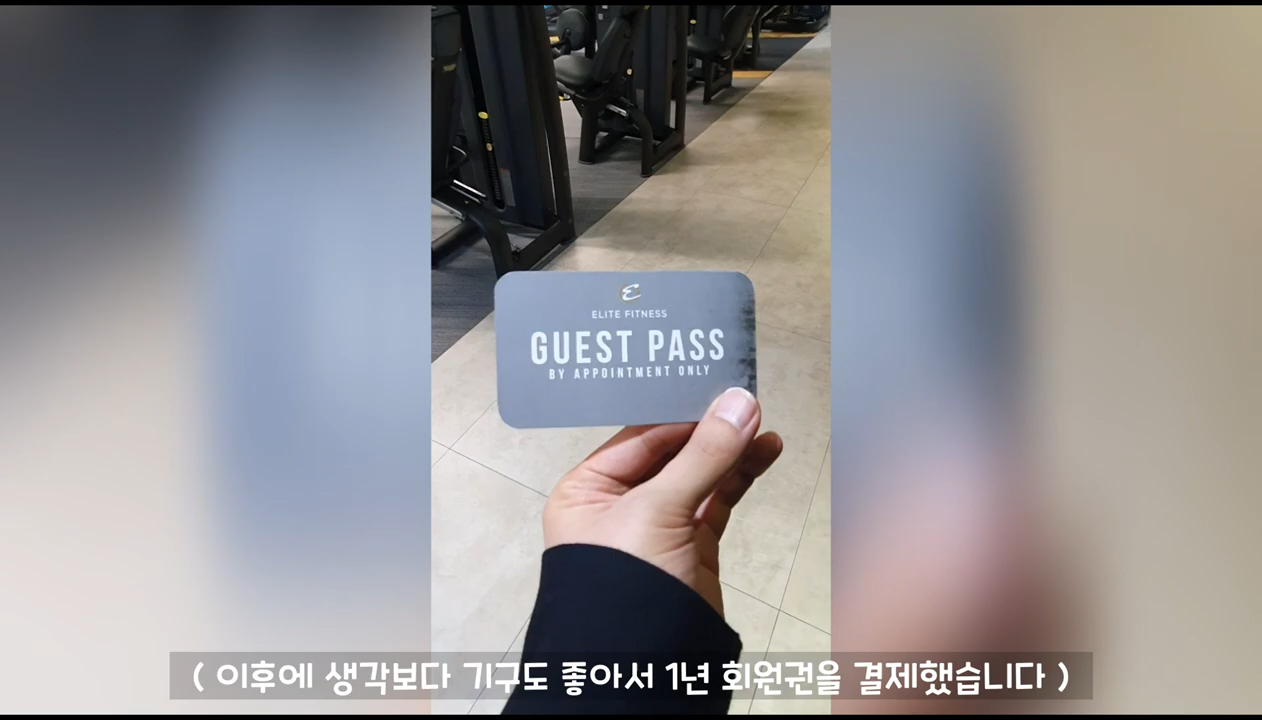 E
ELITE FITNESS
GUEST PASS
BY APPOINTMENT ONLY
( 이후에 생각보다 기구도 좋아서 1년 회원권을 결제했습니다 )